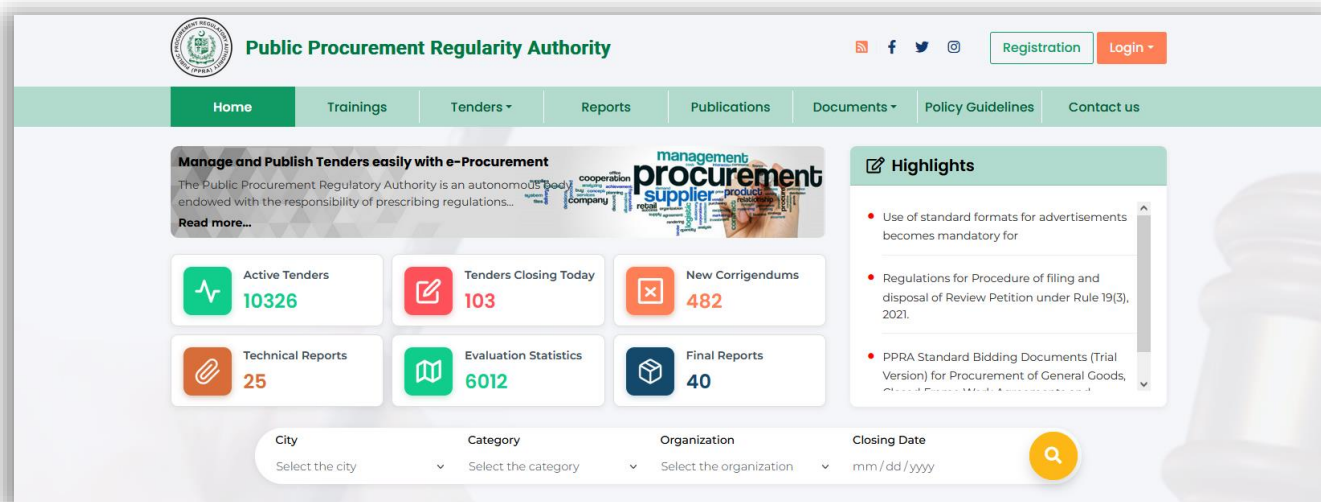 Public Procurement Regularity Authority
Registration
Login
Home
Trainings
Tenders
Reports
Publications
Documents
Policy Guidelines
Contact us
Manage and Publish Tenders easily with e-Procurement
The Public Procurement Regulatory Authority is an autonomous body
endowed with the responsibility of prescribing regulations...
Read more...
management
cooperation
procurement
company
supplier
retail
product
relationship
logistic
Highlights
Use of standard formats for advertisements
becomes mandatory for
Regulations for Procedure of filing and
disposal of Review Petition under Rule 19(3),
2021.
PPRA Standard Bidding Documents (Trial
Version) for Procurement of General Goods,
Active Tenders
10326
Tenders Closing Today
103
New Corrigendums
482
Technical Reports
25
Evaluation Statistics
6012
Final Reports
40
City
Select the city
Category
Select the category
Organization
Select the organization
Closing Date
mm/dd/yyyy